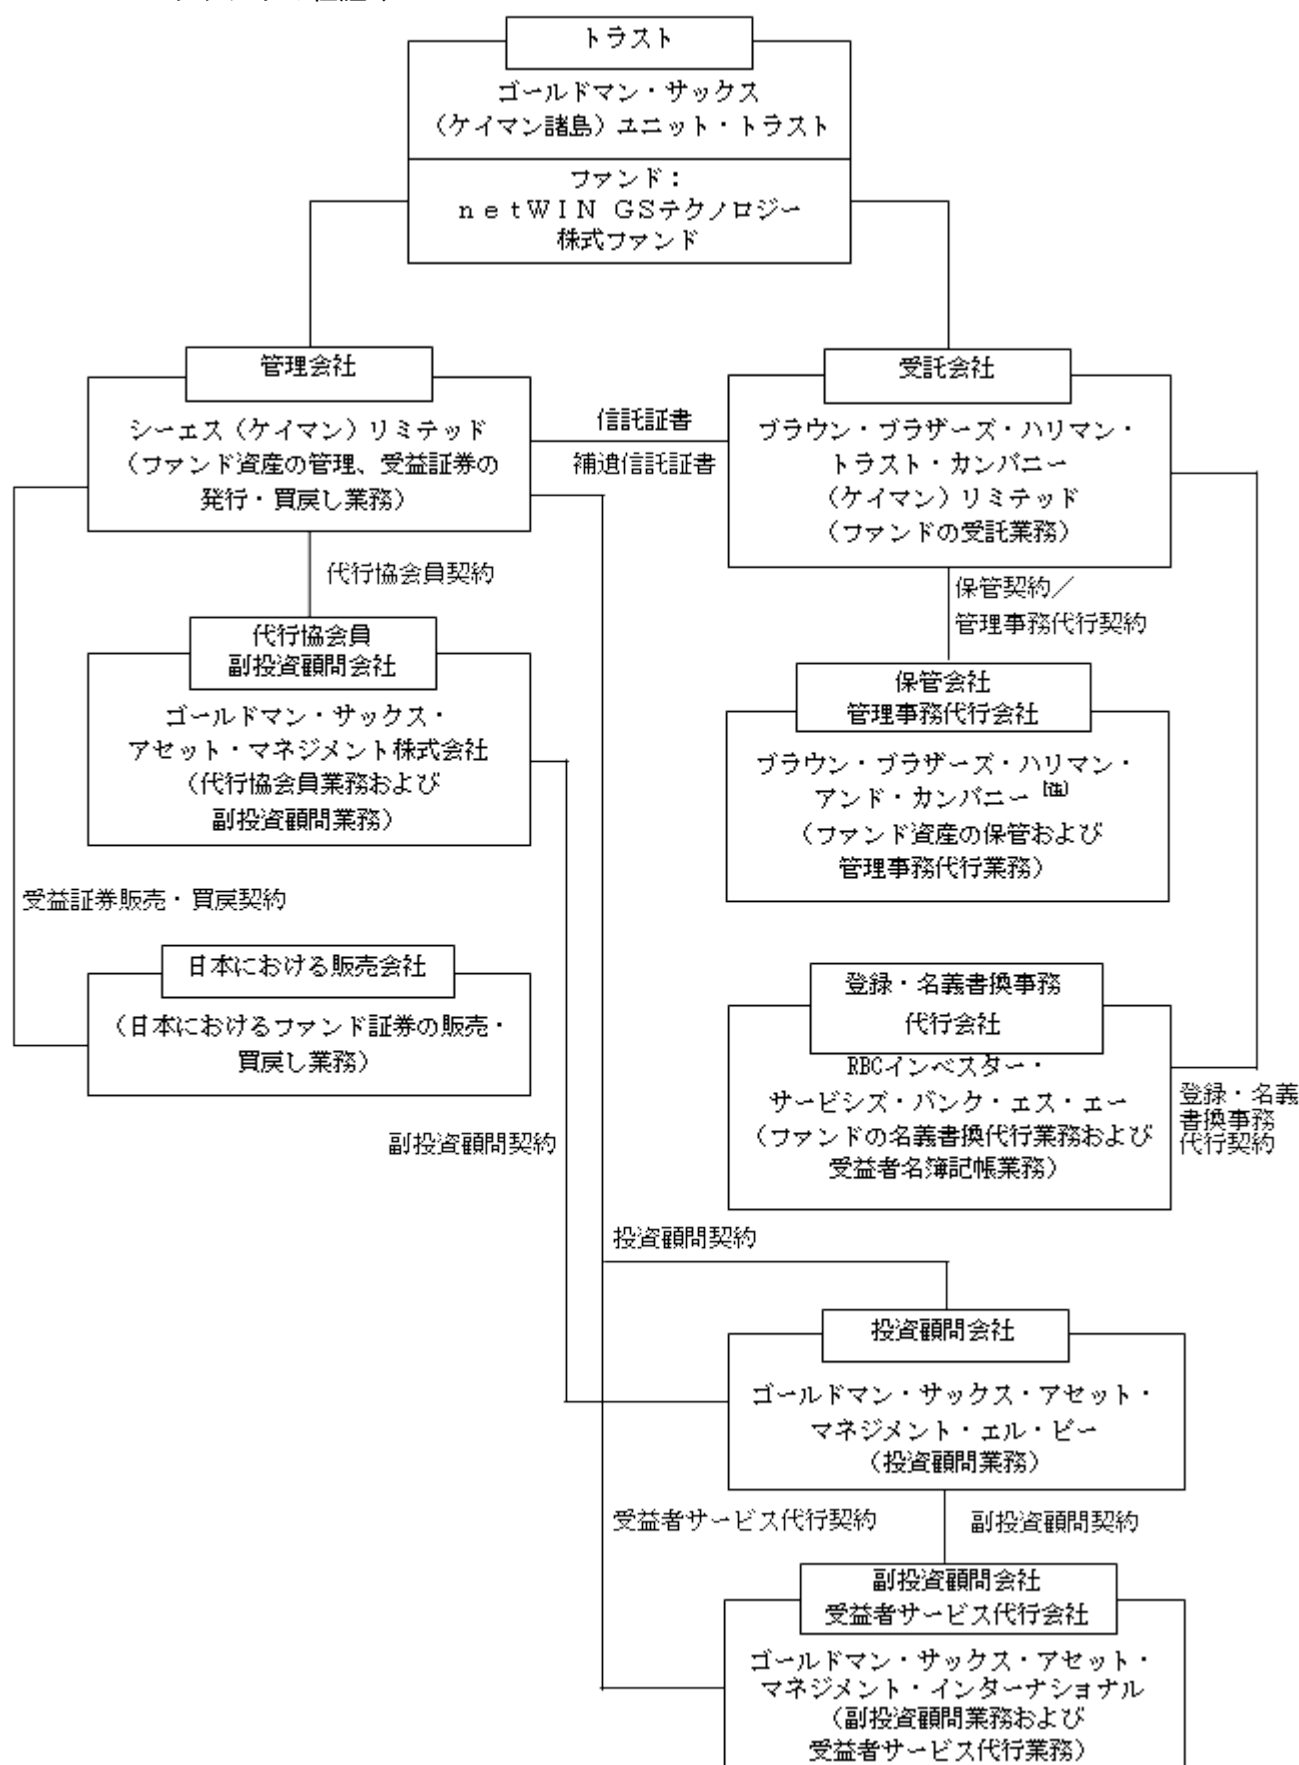 トラスト
ゴールドマン・サックス
（ケイマン諸島）ユニット・トラスト
ファンド：
ｎｅｔＷＩＮ ＧＳテクノロジー
株式ファンド
管理会社
シーエス（ケイマン）リミテッド
（ファンド資産の管理、受益証券の
発行・買戻し業務）
信託証書
補遺信託証書
受託会社
ブラウン・ブラザーズ・ハリマン・
トラスト・カンパニー
（ケイマン）リミテッド
（ファンドの受託業務）
代行協会員契約
保管契約／
管理事務代行契約
代行協会員
副投資顧問会社
ゴールドマン・サックス・
アセット・マネジメント株式会社
（代行協会員業務および
副投資顧問業務）
保管会社
管理事務代行会社
ブラウン・ブラザーズ・ハリマン・
アンド・カンパニー
（ファンド資産の保管および
管理事務代行業務）
受益証券販売・買戻契約
日本における販売会社
（日本におけるファンド証券の販売・
買戻し業務）
登録・名義書換事務
代行会社
RBCインベスター・
サービシズ・バンク・エス・エー
（ファンドの名義書換代行業務および
受益者名簿記帳業務）
登録・名義
書換事務
代行契約
副投資顧問契約
投資顧問契約
投資顧問会社
ゴールドマン・サックス・アセット・
マネジメント・エル・ピー
（投資顧問業務）
受益者サービス代行契約
副投資顧問契約
副投資顧問会社
受益者サービス代行会社
ゴールドマン・サックス・アセット・
マネジメント・インターナショナル
（副投資顧問業務および
受益者サービス代行業務）